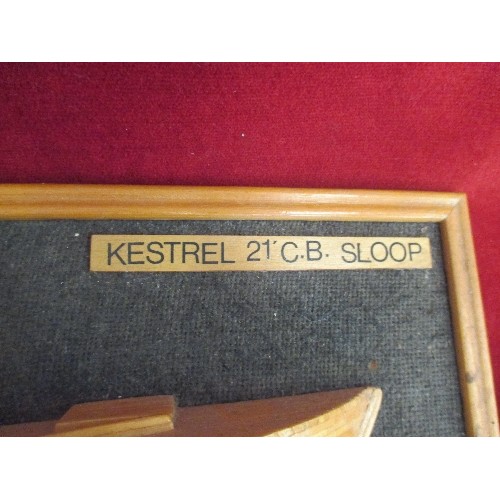 KESTREL 21' C.B. SLOOP